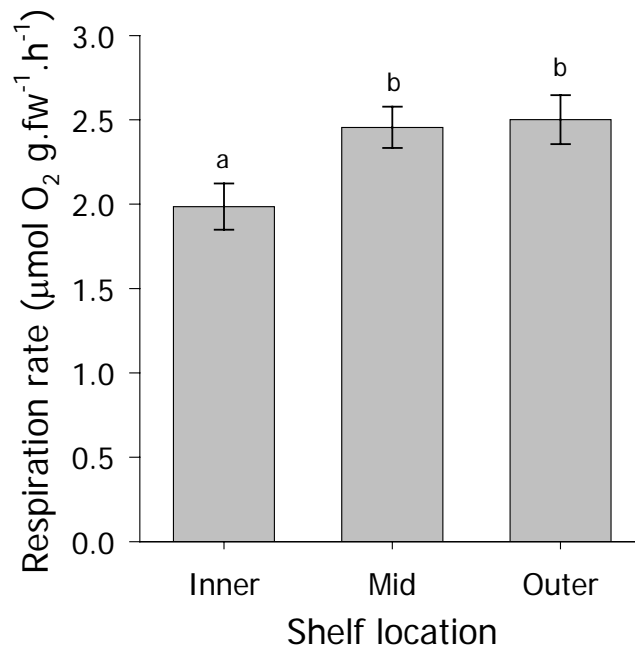 Respiration rate (µmol O₂ g.fw⁻¹.h⁻¹)
3.0
2.5
2.0
1.5
1.0
0.5
0.0
a
b
b
Inner Mid Outer
Shelf location